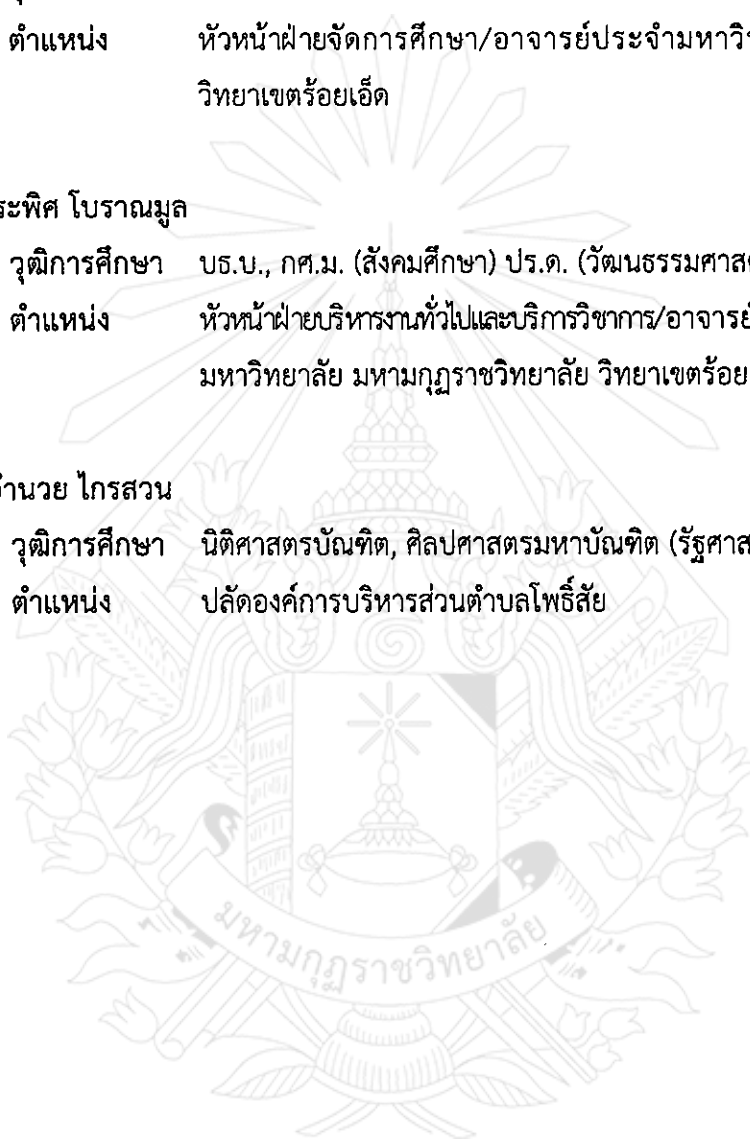 ตำแหน่ง หัวหน้าฝ่ายจัดการศึกษา/อาจารย์ประจำมหาวิ
วิทยาเขตร้อยเอ็ด
ระพิศ โบราณมูล
วุฒิการศึกษา บธ.บ., กศ.ม. (สังคมศึกษา) ปร.ด. (วัฒนธรรมศาสต
ตำแหน่ง หัวหน้าฝ่ายบริหารงานทั่วไปและบริการวิชาการ/อาจารย์
มหาวิทยาลัย มหามกุฏราชวิทยาลัย วิทยาเขตร้อย
อำนวย ไกรสวน
วุฒิการศึกษา นิติศาสตรบัณฑิต, ศิลปศาสตรมหาบัณฑิต (รัฐศาส
ตำแหน่ง ปลัดองค์การบริหารส่วนตำบลโพธิ์สัย
มหามกุฏราชวิทยาลัย